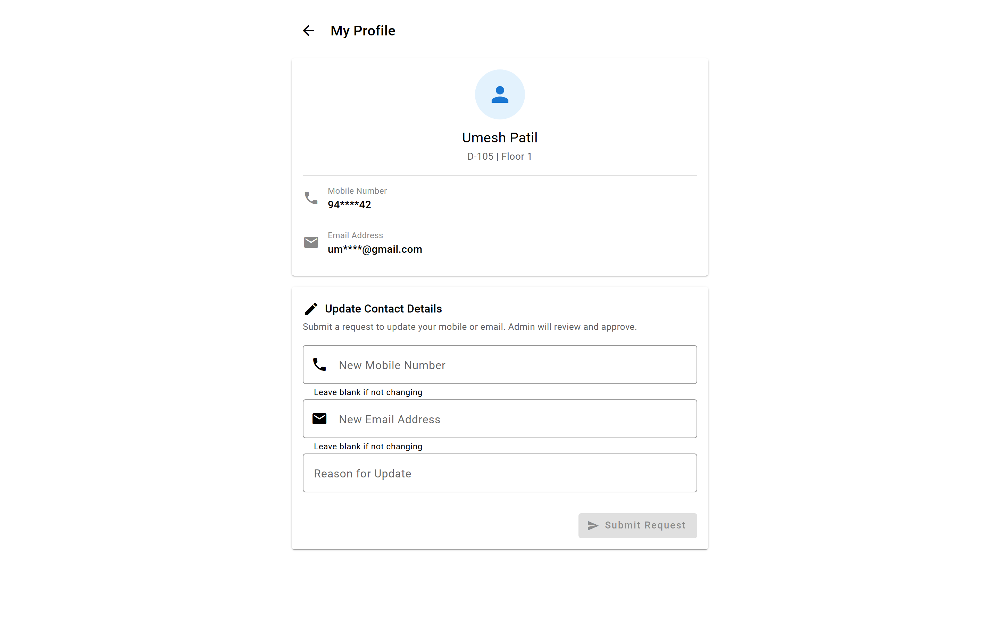 My Profile
Umesh Patil
D-105 | Floor 1
Mobile Number
94****42
Email Address
um****@gmail.com
Update Contact Details
Submit a request to update your mobile or email. Admin will review and approve.
New Mobile Number
Leave blank if not changing
New Email Address
Leave blank if not changing
Reason for Update
Submit Request